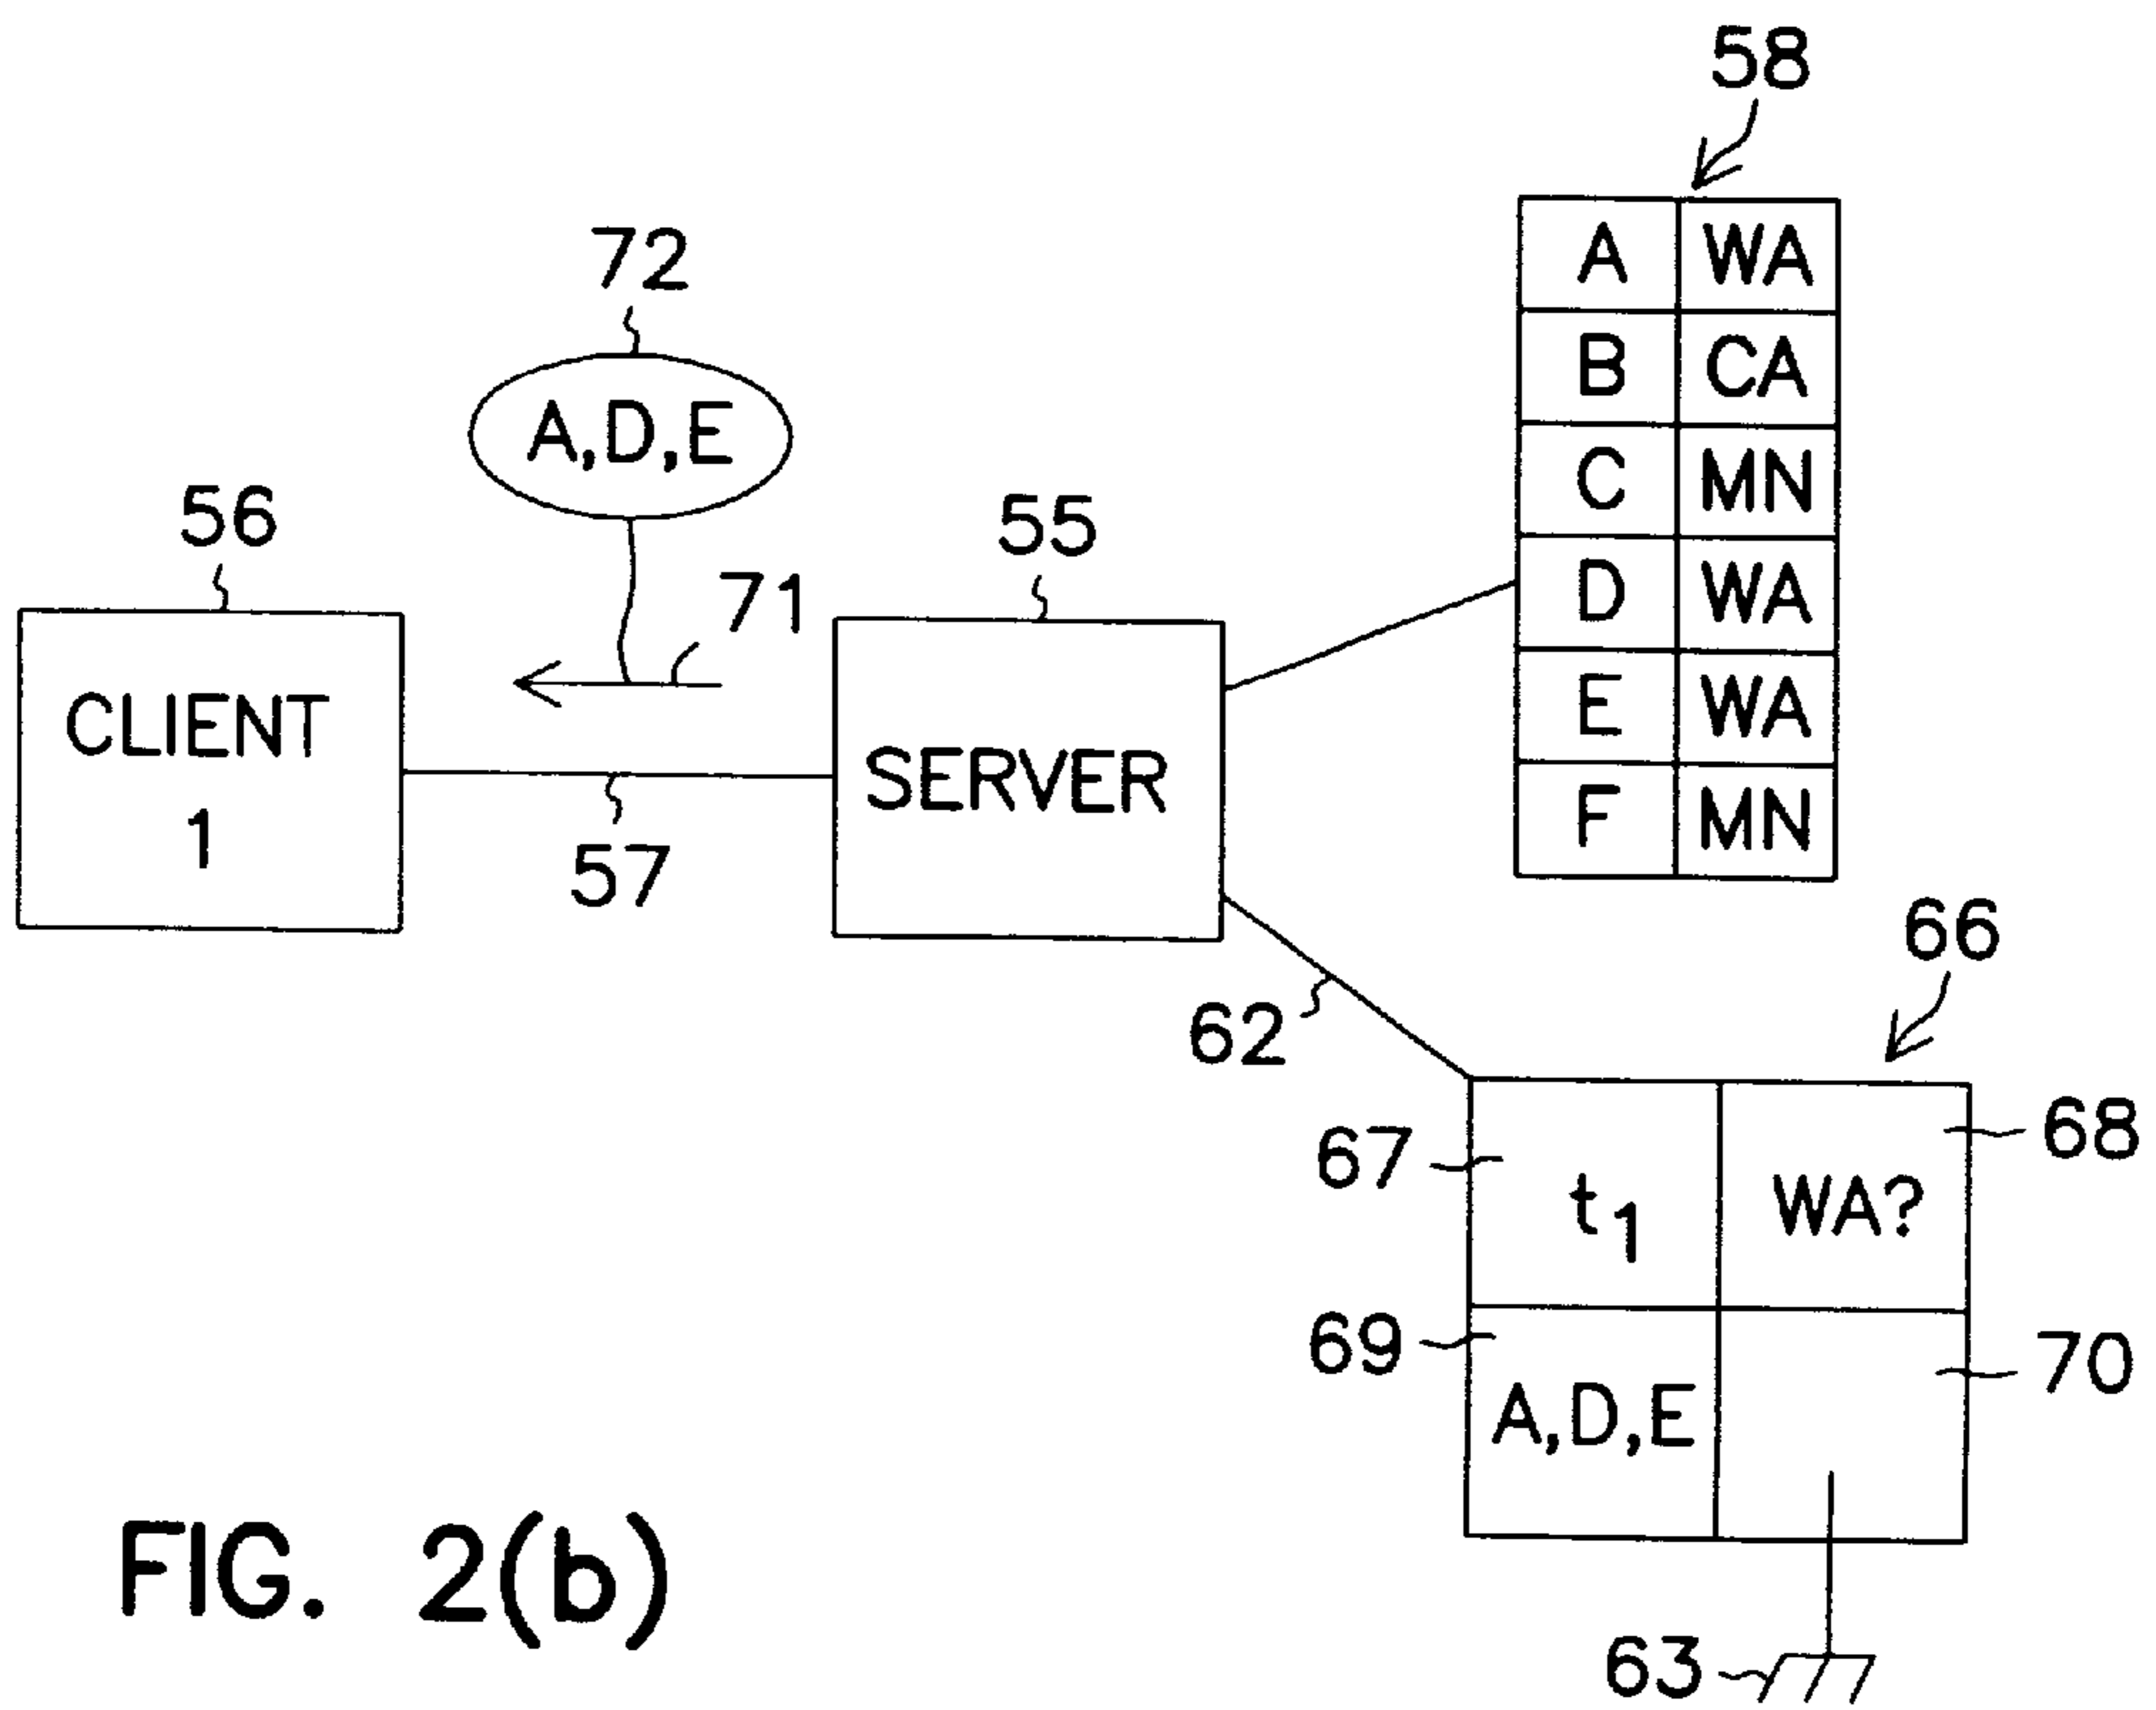 58
A WA
B CA
C MN
D WA
E WA
F MN
72
A,D,E
56
71
55
CLIENT
1
SERVER
57
62
66
67
t1
WA?
68
69
A,D,E
70
63
FIG. 2(b)